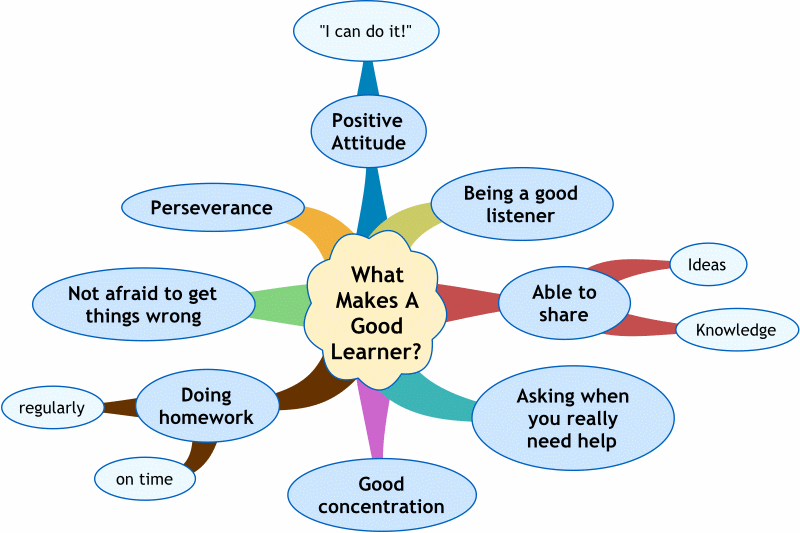 "I can do it!"
Positive
Attitude
Being a good
listener
Perseverance
Ideas
Able to
share
Knowledge
Not afraid to get
things wrong
What
Makes A
Good
Learner?
Doing
homework
regularly
on time
Asking when
you really
need help
Good
concentration